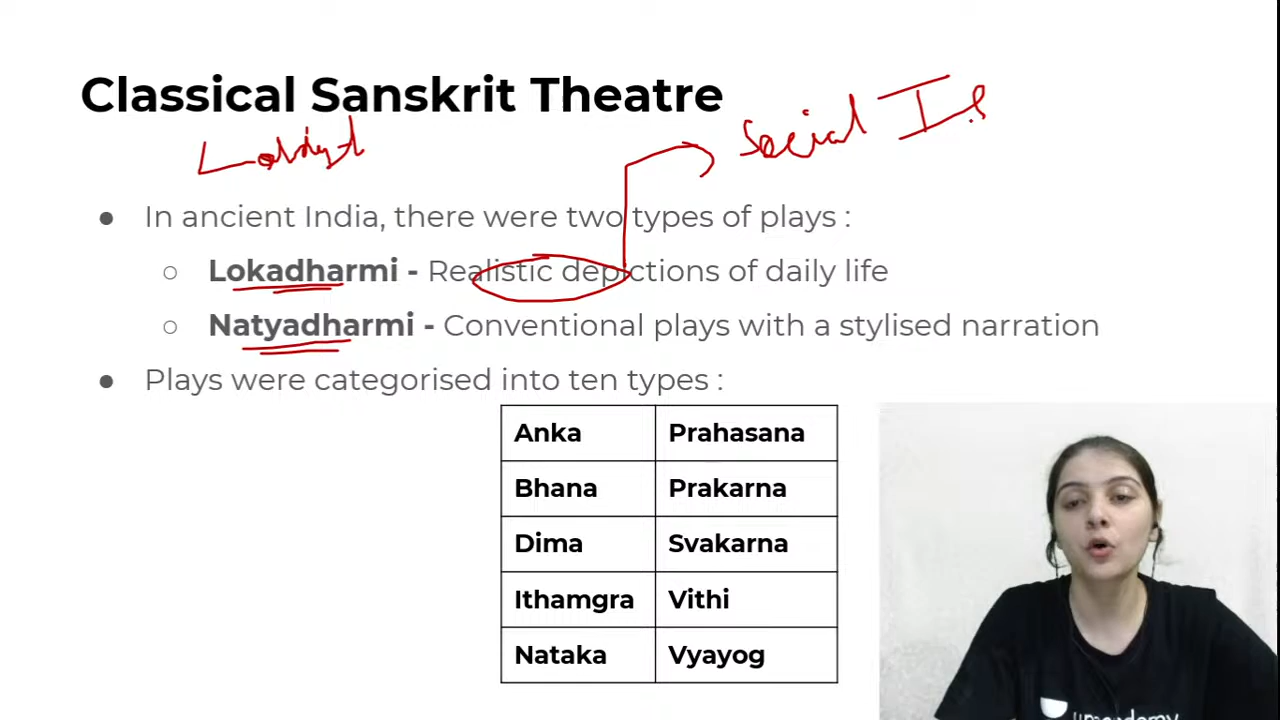 Classical Sanskrit Theatre
Social Is
● In ancient India, there were two types of plays :
○ Lokadharmi - Realistic depictions of daily life
○ Natyadharmi - Conventional plays with a stylised narration
● Plays were categorised into ten types :
Anka Prahasana
Bhana Prakarna
Dima Svakarna
Ithamgra Vithi
Nataka Vyayog